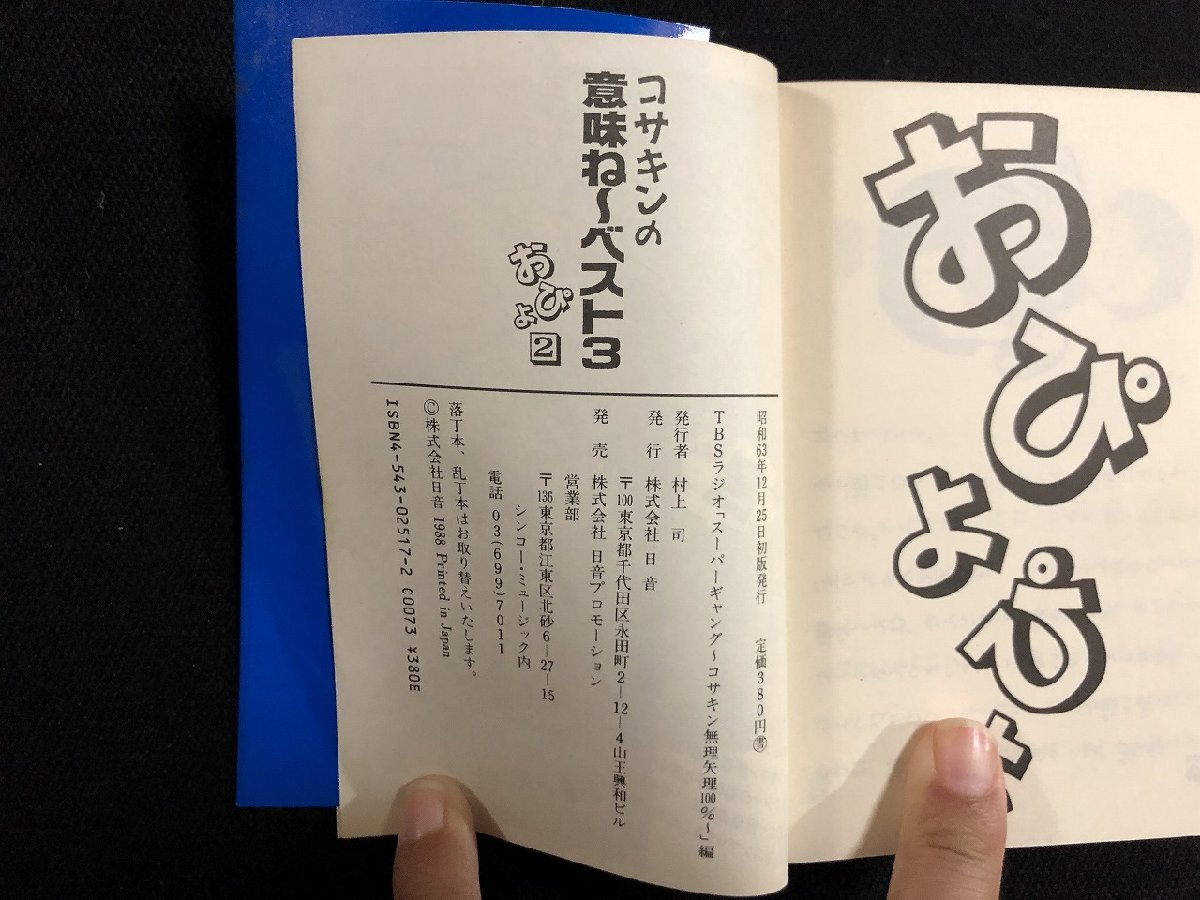 おぴょぴょ
コサキンの
意味ね〜ベスト3
おぴょ2
昭和63年12月25日初版発行 定価380円㊞
TBSラジオ「スーパーギャング〜コサキン無理矢理100%〜」編
発行者 村上 司
発 行 株式会社 日 音
〒100東京都千代田区永田町2—12—4山王興和ビル
発 売 株式会社 日音プロモーション
営業部
〒136東京都江東区北砂6—27—15
シンコー・ミュージック内
電話 03(699)7011
落丁本、乱丁本はお取り替えいたします。
©株式会社日音 1988 Printed in Japan
ISBN4-543-02517-2 C0073 ¥380E